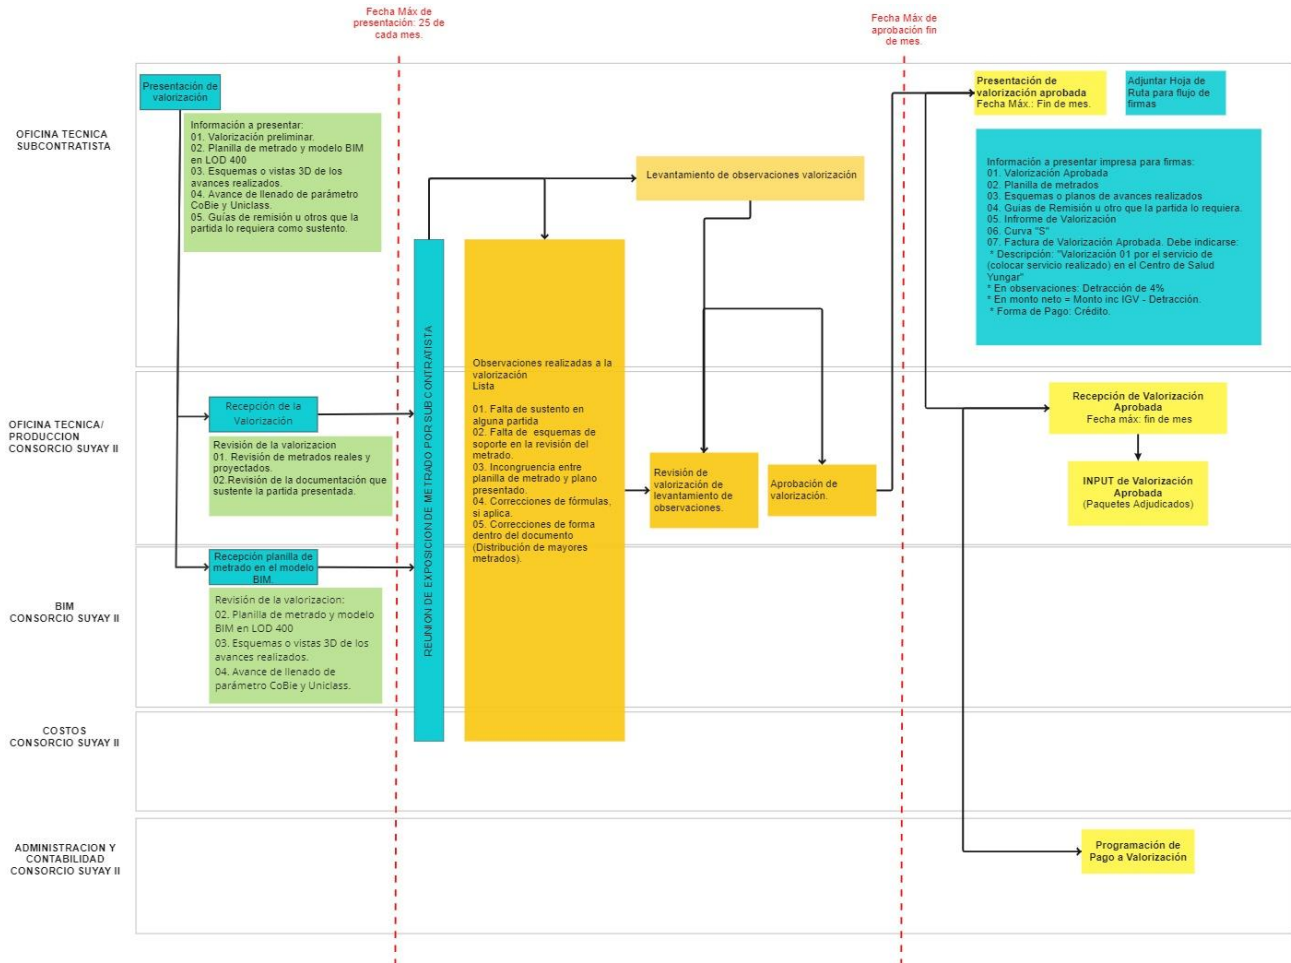 Fecha Máx de
presentación: 25 de
cada mes.
Fecha Máx de
aprobación fin
de mes.
OFICINA TECNICA
SUBCONTRATISTA
Presentación de
valorización
Información a presentar:
01. Valorización preliminar.
02. Planilla de metrado y modelo BIM
en LOD 400
03. Esquemas o vistas 3D de los
avances realizados.
04. Avance de llenado de parámetro
CoBie y Uniclass.
05. Guías de remisión u otros que la
partida lo requiera como sustento.
Levantamiento de observaciones valorización
Presentación de
valorización aprobada
Fecha Máx.: Fin de mes.
Adjuntar Hoja de
Ruta para flujo de
firmas
Información a presentar impresa para firmas:
01. Valorización Aprobada
02. Planilla de metrados
03. Esquemas o planos de avances realizados
04. Guias de Remisión u otro que la partida lo requiera.
05. Infrorme de Valorización
06. Curva "S"
07. Factura de Valorización Aprobada. Debe indicarse:
* Descripción: "Valorización 01 por el servicio de
(colocar servicio realizado) en el Centro de Salud
Yungar"
* En observaciones: Detracción de 4%
* En monto neto = Monto inc IGV - Detracción.
* Forma de Pago: Crédito.
REUNION DE EXPOSICION DE METRADO POR SUBCONTRATISTA
Observaciones realizadas a la
valorización
Lista
01. Falta de sustento en
alguna partida
02. Falta de esquemas de
soporte en la revisión del
metrado.
03. Incongruencia entre
planilla de metrado y plano
presentado.
04. Correcciones de fórmulas,
si aplica.
05. Correcciones de forma
dentro del documento
(Distribución de mayores
metrados).
OFICINA TECNICA/
PRODUCCION
CONSORCIO SUYAY II
Recepción de la
Valorización
Revisión de la valorizacion
01. Revisión de metrados reales y
proyectados.
02.Revisión de la documentación que
sustente la partida presentada.
Revisión de
valorización de
levantamiento de
observaciones.
Aprobación de
valorización.
Recepción de Valorización
Aprobada
Fecha máx: fin de mes
INPUT de Valorización
Aprobada
(Paquetes Adjudicados)
BIM
CONSORCIO SUYAY II
Recepción planilla de
metrado en el modelo
BIM.
Revisión de la valorizacion:
02. Planilla de metrado y modelo
BIM en LOD 400
03. Esquemas o vistas 3D de los
avances realizados.
04. Avance de llenado de
parámetro CoBie y Uniclass.
COSTOS
CONSORCIO SUYAY II
ADMINISTRACION Y
CONTABILIDAD
CONSORCIO SUYAY II
Programación de
Pago a Valorización